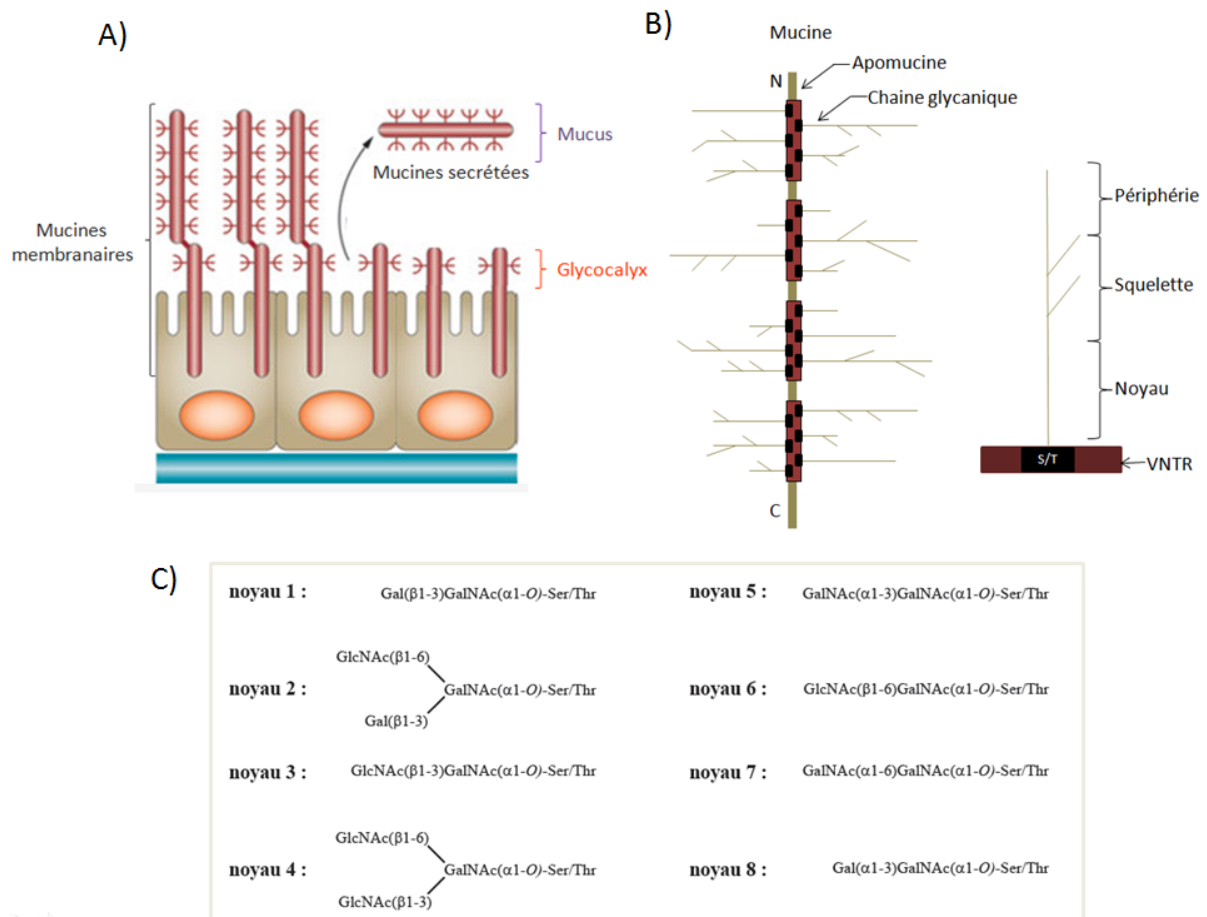 A)
Mucus
Mucines secrétées
Mucines
membranaires
Glycocalyx
B)
Mucine
Apomucine
N
Chaine glycanique
Périphérie
Squelette
Noyau
S/T
VNTR
C
C)
noyau 1 : Gal(β1-3)GalNAc(α1-O)-Ser/Thr
noyau 5 : GalNAc(α1-3)GalNAc(α1-O)-Ser/Thr
GlcNAc(β1-6)
noyau 2 : GalNAc(α1-O)-Ser/Thr
Gal(β1-3)
noyau 6 : GlcNAc(β1-6)GalNAc(α1-O)-Ser/Thr
noyau 3 : GlcNAc(β1-3)GalNAc(α1-O)-Ser/Thr
noyau 7 : GalNAc(α1-6)GalNAc(α1-O)-Ser/Thr
GlcNAc(β1-6)
noyau 4 : GalNAc(α1-O)-Ser/Thr
GlcNAc(β1-3)
noyau 8 : Gal(α1-3)GalNAc(α1-O)-Ser/Thr